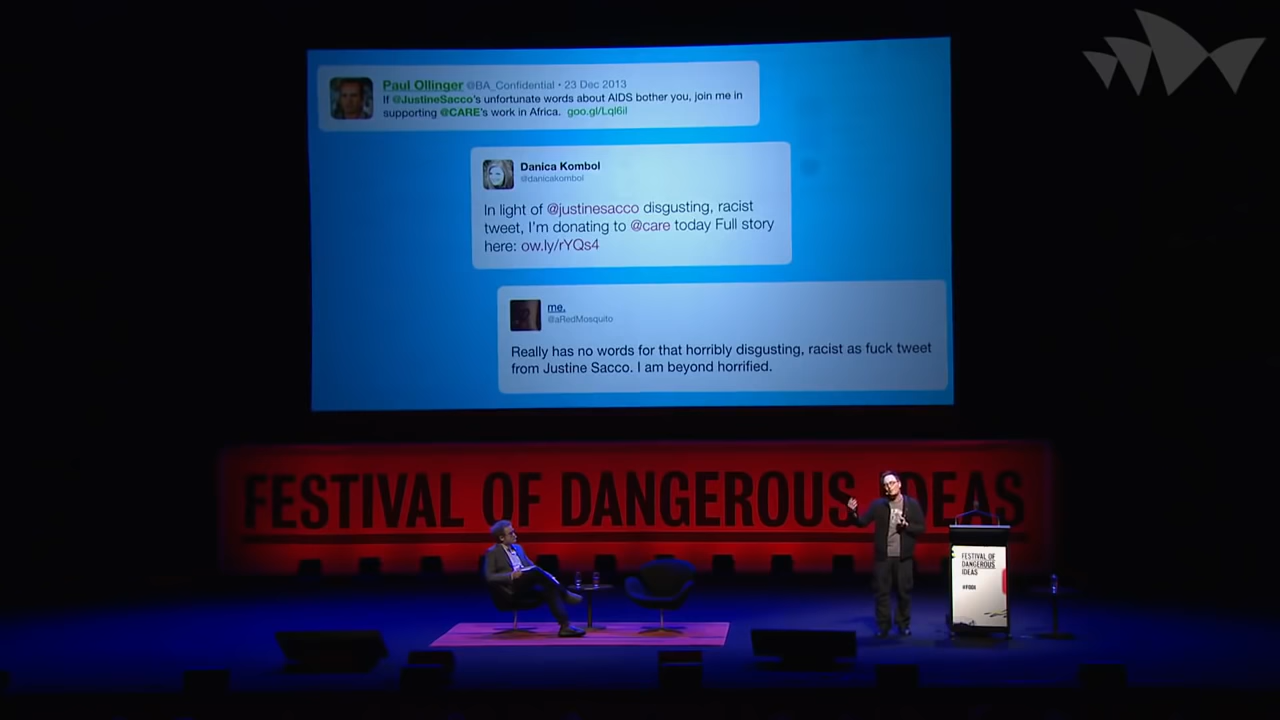 Paul Ollinger @BA_Confidential • 23 Dec 2013
If @JustineSacco's unfortunate words about AIDS bother you, join me in
supporting @CARE's work in Africa. goo.gl/Lql6il
Danica Kombol
@danicakombol
In light of @justinesacco disgusting, racist
tweet, I'm donating to @care today Full story
here: ow.ly/rYQs4
me.
@aRedMosquito
Really has no words for that horribly disgusting, racist as fuck tweet
from Justine Sacco. I am beyond horrified.
FESTIVAL OF DANGEROUS IDEAS
FESTIVAL OF
DANGEROUS
IDEAS
#FODI